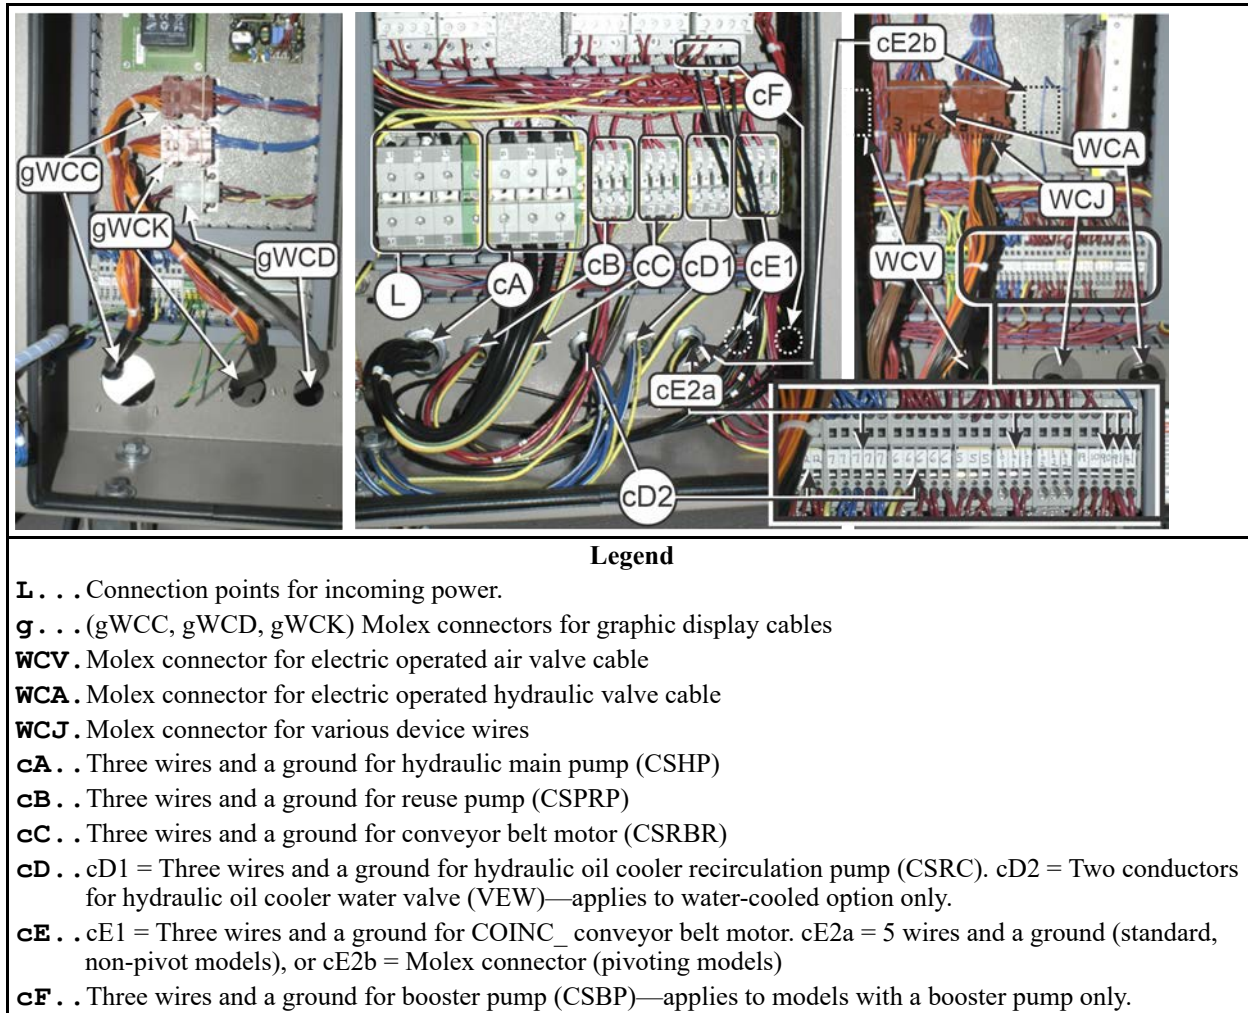 gWCC
gWCK
gWCD
L
cA
cB
cC
cD1
cE1
cF
cE2a
cD2
cE2b
WCA
WCJ
WCV
Legend
L...Connection points for incoming power.
g...(gWCC, gWCD, gWCK) Molex connectors for graphic display cables
WCV.Molex connector for electric operated air valve cable
WCA.Molex connector for electric operated hydraulic valve cable
WCJ.Molex connector for various device wires
cA..Three wires and a ground for hydraulic main pump (CSHP)
cB..Three wires and a ground for reuse pump (CSPRP)
cC..Three wires and a ground for conveyor belt motor (CSRBR)
cD..cD1 = Three wires and a ground for hydraulic oil cooler recirculation pump (CSRC). cD2 = Two conductors
for hydraulic oil cooler water valve (VEW)—applies to water-cooled option only.
cE..cE1 = Three wires and a ground for COINC_ conveyor belt motor. cE2a = 5 wires and a ground (standard,
non-pivot models), or cE2b = Molex connector (pivoting models)
cF..Three wires and a ground for booster pump (CSBP)—applies to models with a booster pump only.